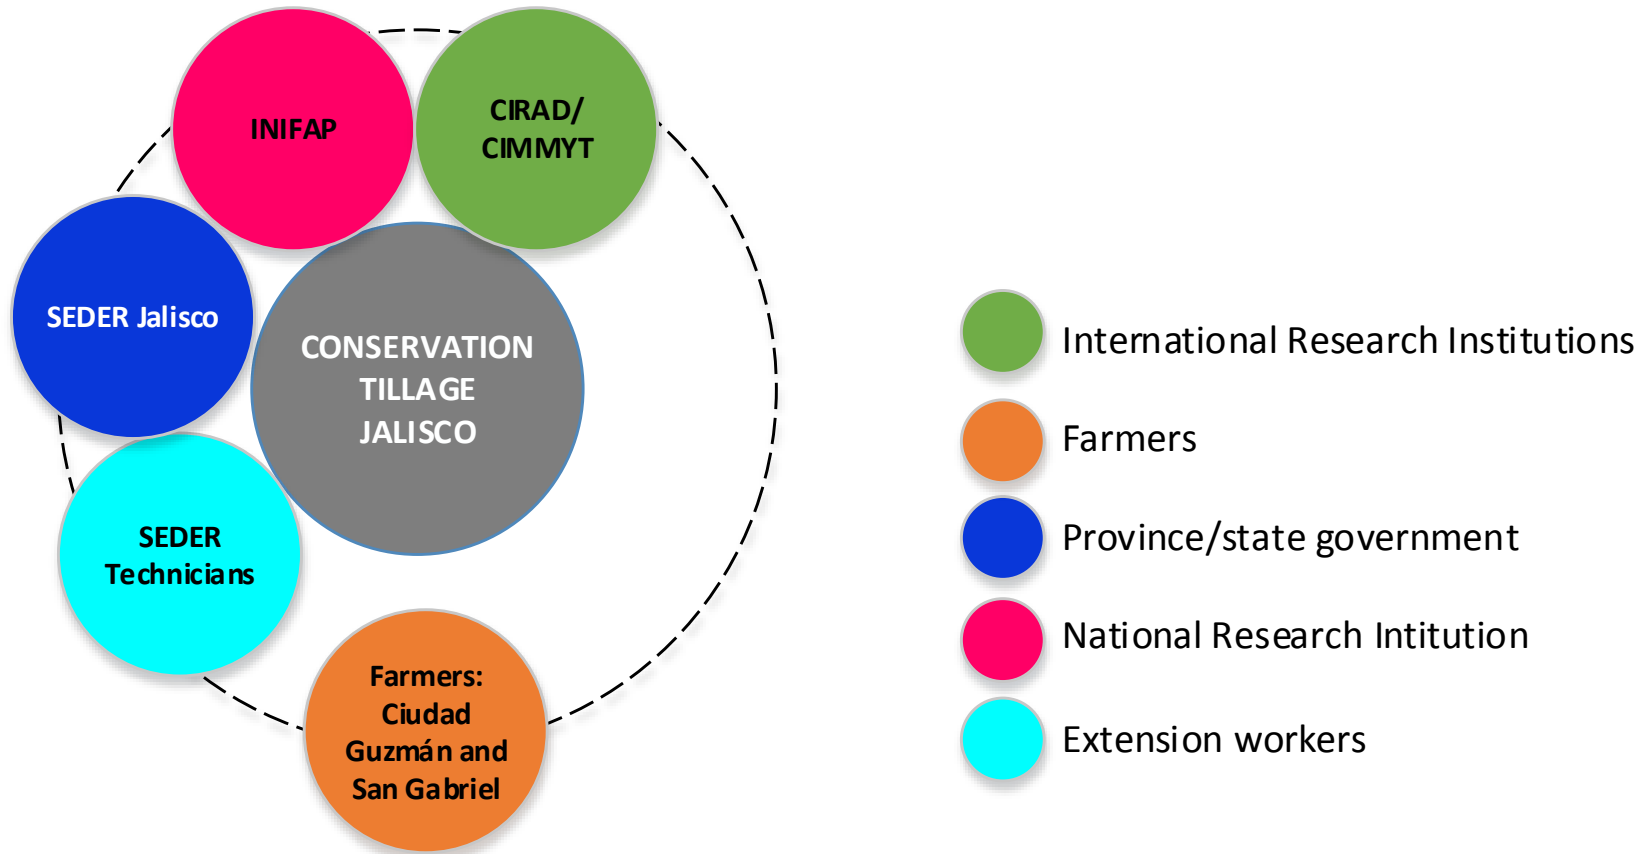 INIFAP
CIRAD/
CIMMYT
SEDER Jalisco
CONSERVATION
TILLAGE
JALISCO
SEDER
Technicians
Farmers:
Ciudad
Guzmán and
San Gabriel
International Research Institutions
Farmers
Province/state government
National Research Intitution
Extension workers